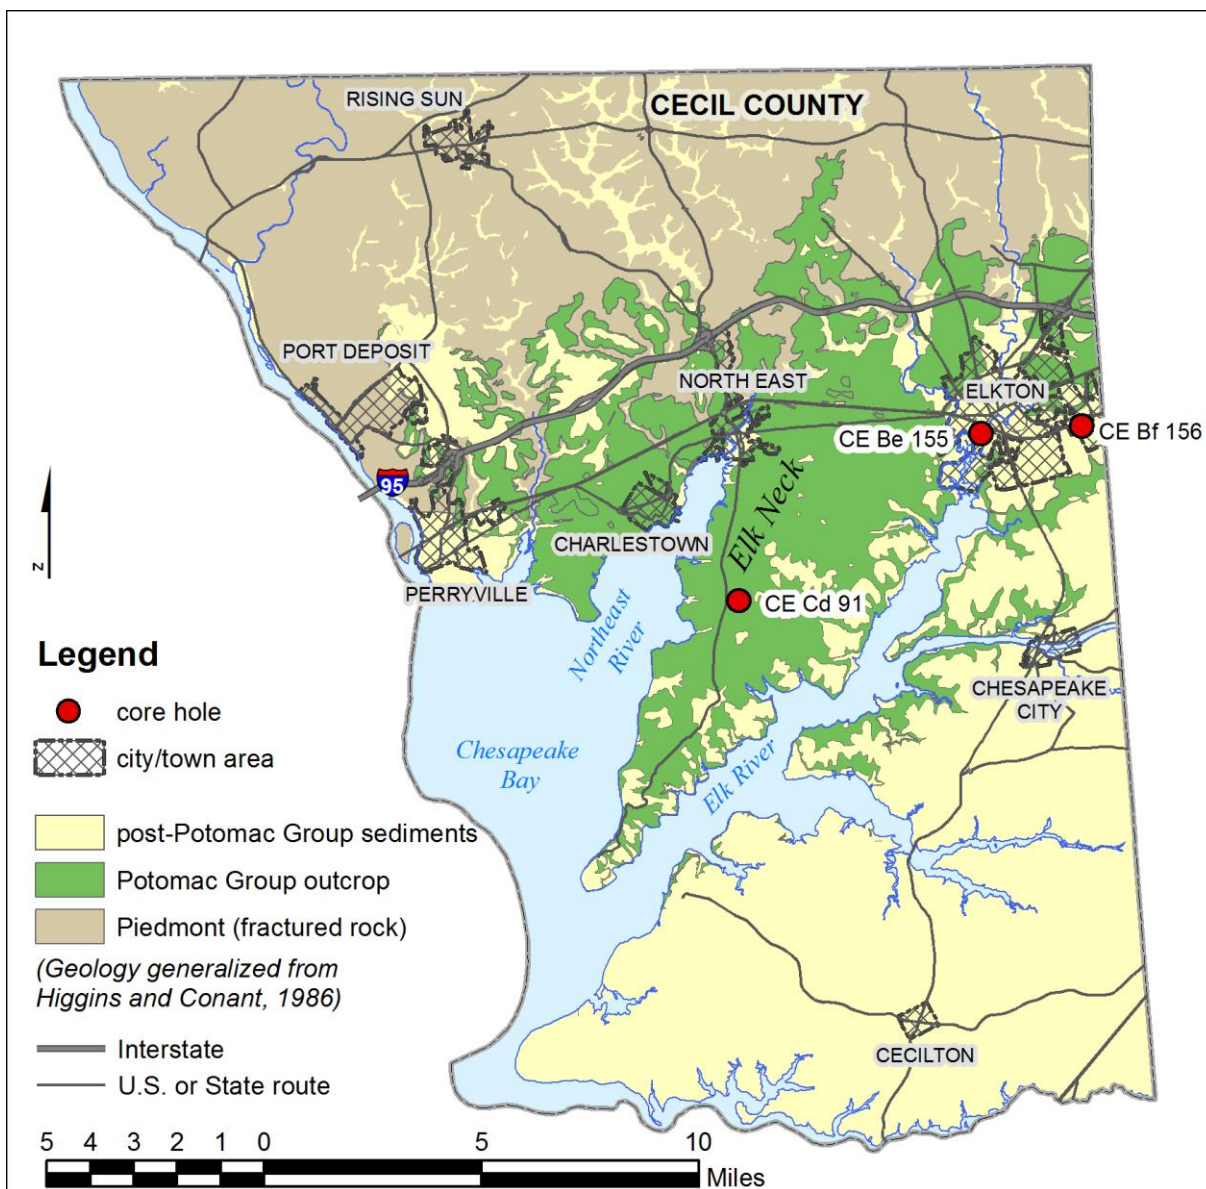 CECIL COUNTY
RISING SUN
PORT DEPOSIT
NORTH EAST
ELKTON
CE Be 155
CE Bf 156
95
Elk Neck
CHARLESTOWN
N
PERRYVILLE
CE Cd 91
Northeast
River
CHESAPEAKE
CITY
Chesapeake
Bay
Elk River
CECILTON
Legend
core hole
city/town area
post-Potomac Group sediments
Potomac Group outcrop
Piedmont (fractured rock)
(Geology generalized from
Higgins and Conant, 1986)
Interstate
U.S. or State route
5 4 3 2 1 0 5 10
Miles